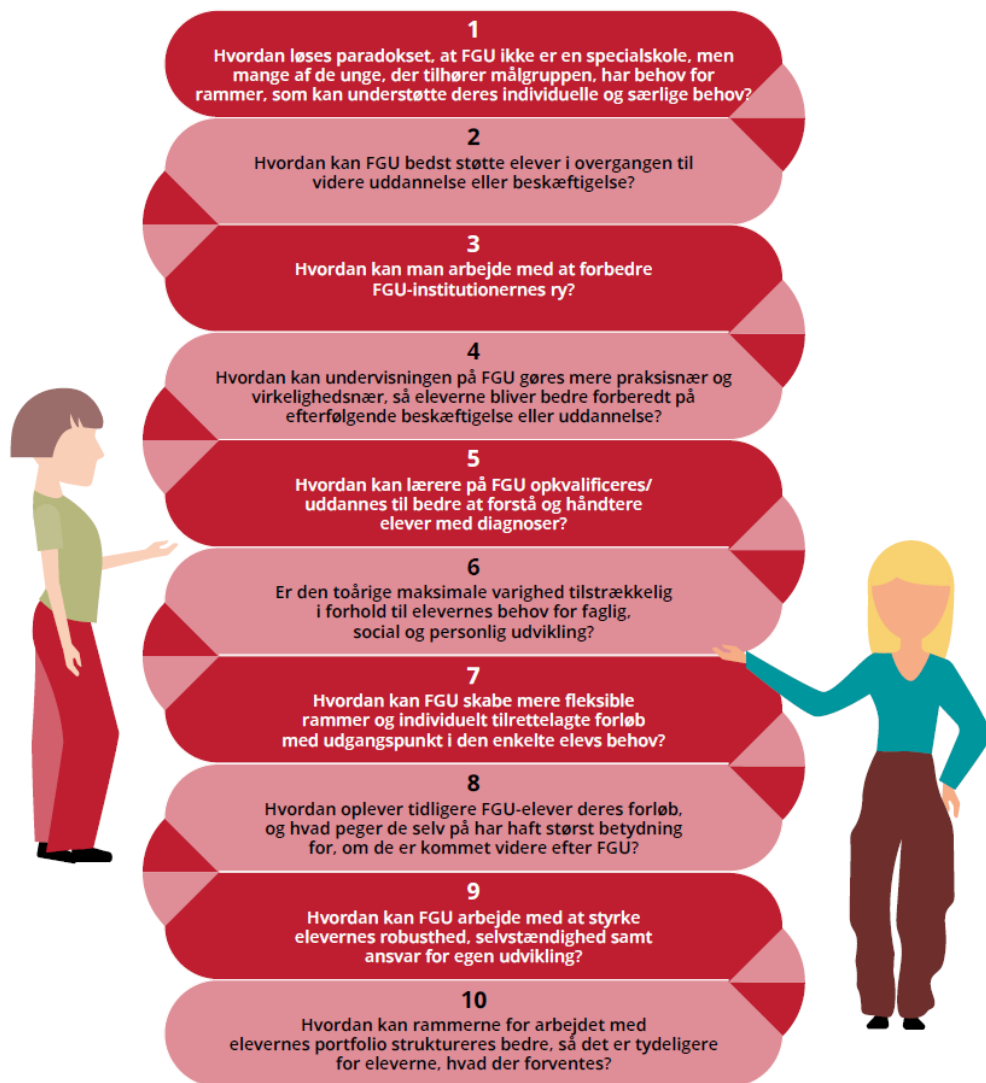 1
Hvordan løses paradokset, at FGU ikke er en specialskole, men
mange af de unge, der tilhører målgruppen, har behov for
rammer, som kan understøtte deres individuelle og særlige behov?
2
Hvordan kan FGU bedst støtte elever i overgangen til
videre uddannelse eller beskæftigelse?
3
Hvordan kan man arbejde med at forbedre
FGU-institutionernes ry?
4
Hvordan kan undervisningen på FGU gøres mere praksisnær og
virkelighedsnær, så eleverne bliver bedre forberedt på
efterfølgende beskæftigelse eller uddannelse?
5
Hvordan kan lærere på FGU opkvalificeres/
uddannes til bedre at forstå og håndtere
elever med diagnoser?
6
Er den toårige maksimale varighed tilstrækkelig
i forhold til elevernes behov for faglig,
social og personlig udvikling?
7
Hvordan kan FGU skabe mere fleksible
rammer og individuelt tilrettelagte forløb
med udgangspunkt i den enkelte elevs behov?
8
Hvordan oplever tidligere FGU-elever deres forløb,
og hvad peger de selv på har haft størst betydning
for, om de er kommet videre efter FGU?
9
Hvordan kan FGU arbejde med at styrke
elevernes robusthed, selvstændighed samt
ansvar for egen udvikling?
10
Hvordan kan rammerne for arbejdet med
elevernes portfolio struktureres bedre, så det er tydeligere
for eleverne, hvad der forventes?